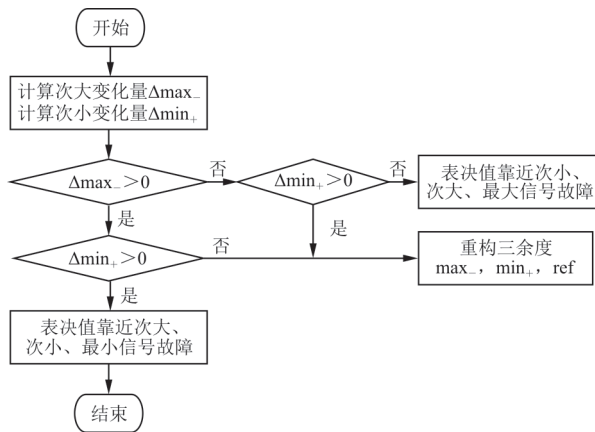 开始
计算次大变化量Δmax₋
计算次小变化量Δmin₊
Δmax₋>0
否
Δmin₊>0
否
表决值靠近次小、
次大、最大信号故障
是
是
Δmin₊>0
否
重构三余度
max₋，min₊，ref
是
表决值靠近次大、
次小、最小信号故障
结束